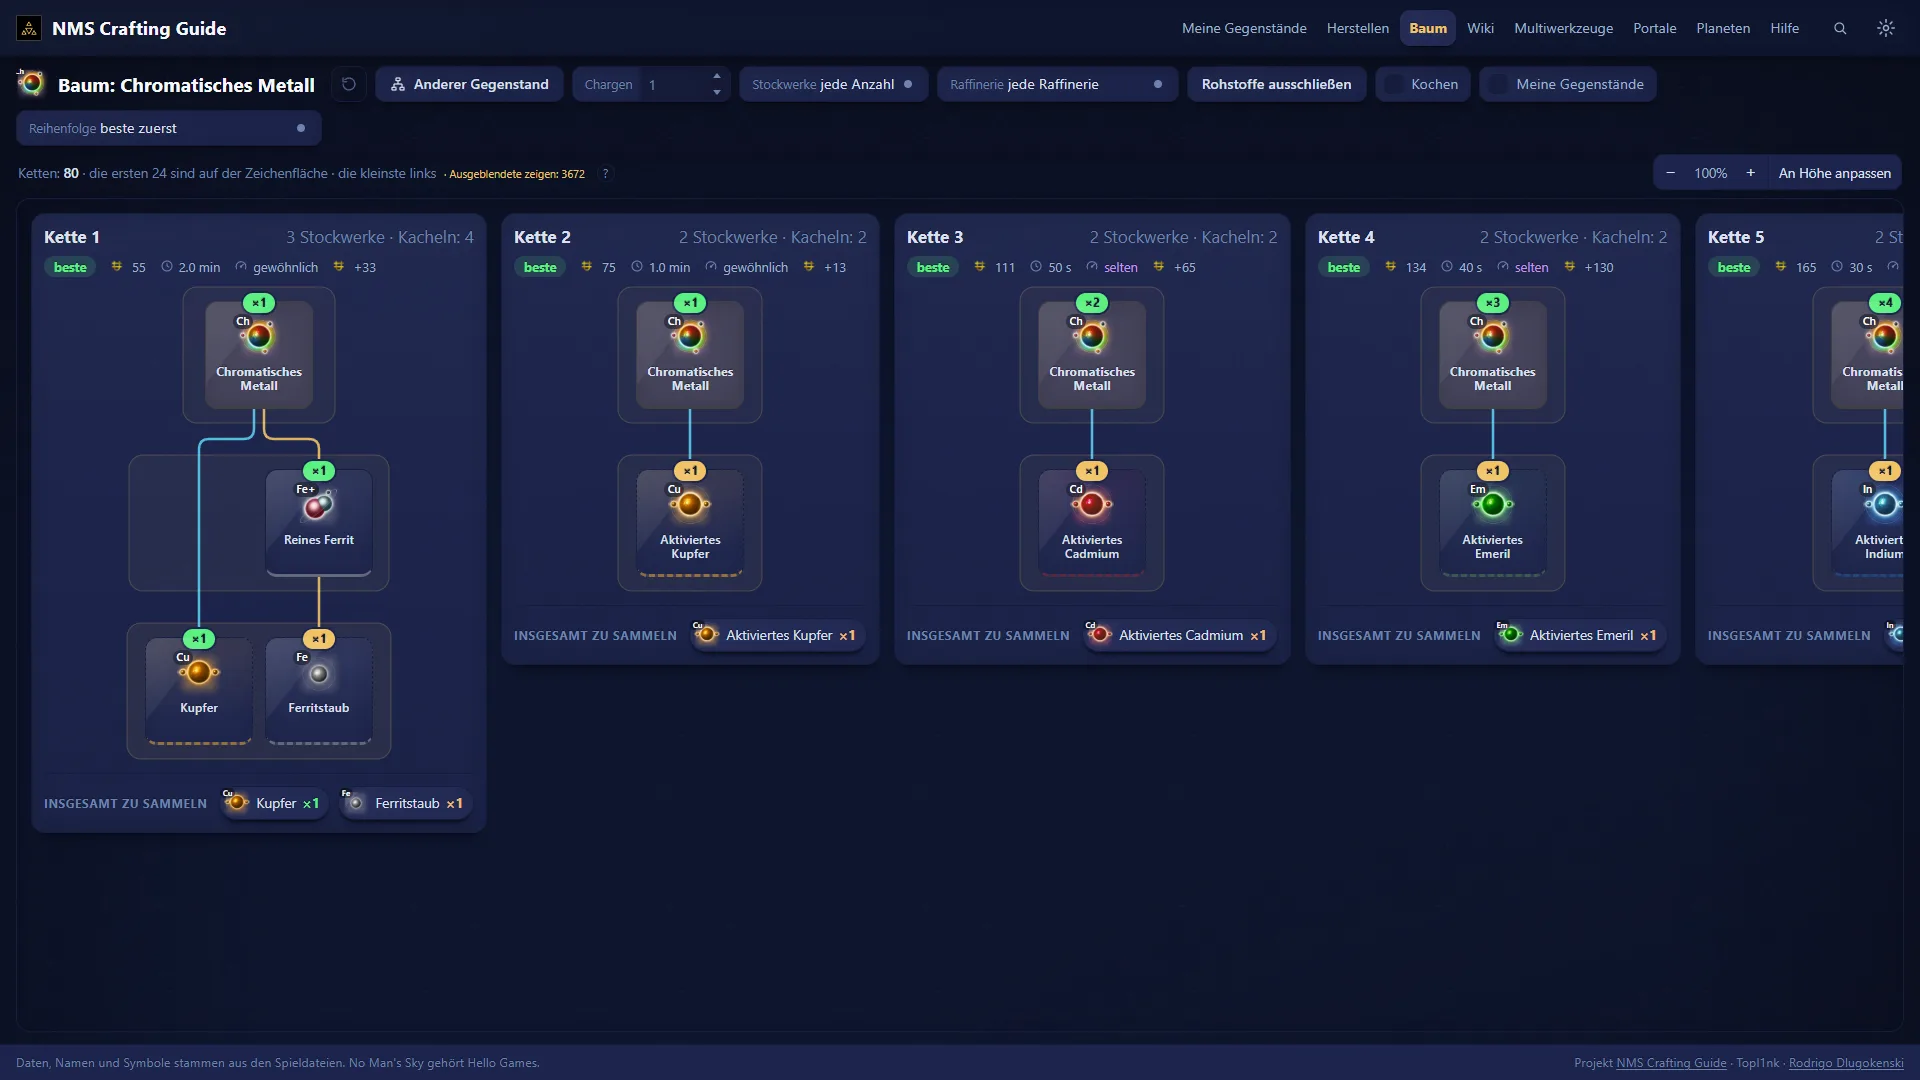 NMS Crafting Guide
Meine Gegenstände Herstellen Baum Wiki Multiwerkzeuge Portale Planeten Hilfe
Baum: Chromatisches Metall
Anderer Gegenstand
Chargen 1
Stockwerke jede Anzahl
Raffinerie jede Raffinerie
Rohstoffe ausschließen
Kochen
Meine Gegenstände
Reihenfolge beste zuerst
Ketten: 80 · die ersten 24 sind auf der Zeichenfläche · die kleinste links · Ausgeblendete zeigen: 3672 ?
− 100% + An Höhe anpassen
Kette 1 3 Stockwerke · Kacheln: 4
beste 55 2.0 min gewöhnlich +33
×1
Ch
Chromatisches
Metall
×1
Fe+
Reines Ferrit
×1
Cu
Kupfer
×1
Fe
Ferritstaub
INSGESAMT ZU SAMMELN Cu Kupfer ×1 Fe Ferritstaub ×1
Kette 2 2 Stockwerke · Kacheln: 2
beste 75 1.0 min gewöhnlich +13
×1
Ch
Chromatisches
Metall
×1
Cu
Aktiviertes
Kupfer
INSGESAMT ZU SAMMELN Cu Aktiviertes Kupfer ×1
Kette 3 2 Stockwerke · Kacheln: 2
beste 111 50 s selten +65
×2
Ch
Chromatisches
Metall
×1
Cd
Aktiviertes
Cadmium
INSGESAMT ZU SAMMELN Cd Aktiviertes Cadmium ×1
Kette 4 2 Stockwerke · Kacheln: 2
beste 134 40 s selten +130
×3
Ch
Chromatisches
Metall
×1
Em
Aktiviertes
Emeril
INSGESAMT ZU SAMMELN Em Aktiviertes Emeril ×1
Kette 5 2 St
beste 165 30 s
×4
Ch
Chromatis
Metall
×1
In
Aktiviert
Indium
INSGESAMT ZU SAMMELN In
Daten, Namen und Symbole stammen aus den Spieldateien. No Man's Sky gehört Hello Games.
Projekt NMS Crafting Guide · Topl1nk · Rodrigo Dlugokenski